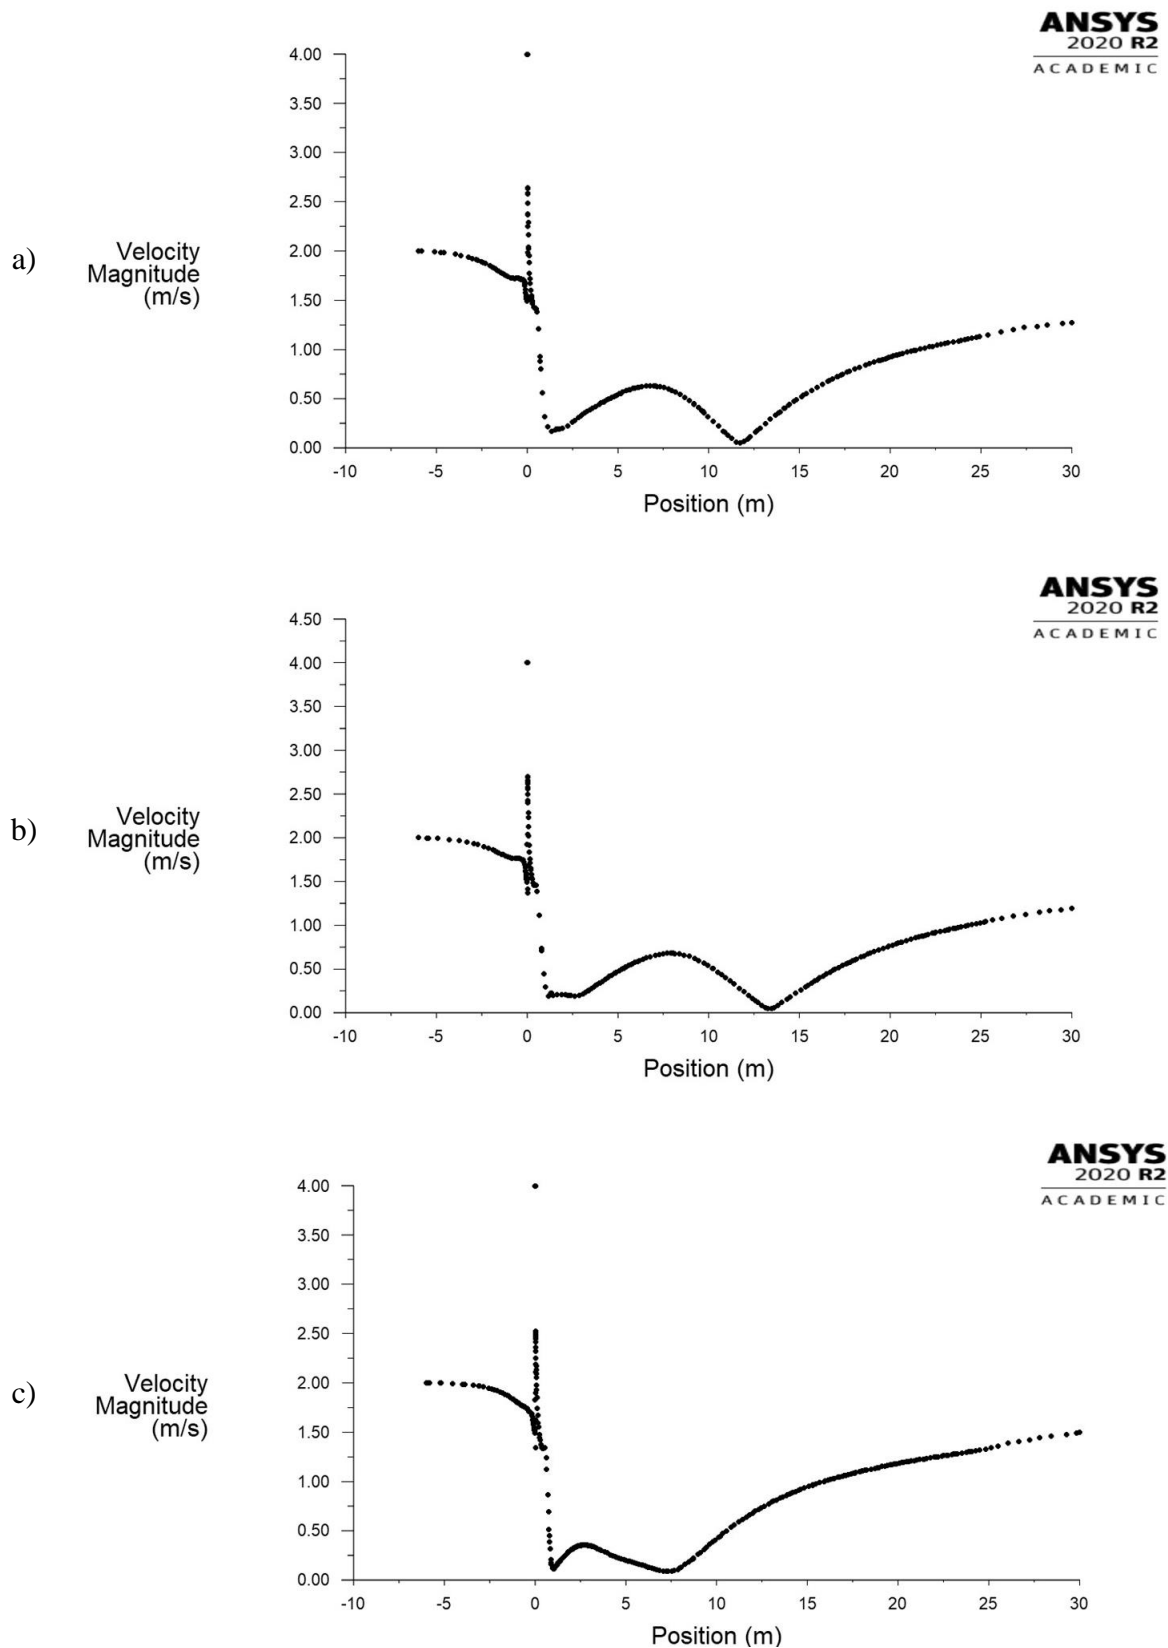 ANSYS
2020 R2
ACADEMIC
4.00
3.50
3.00
2.50
a)
Velocity
Magnitude
(m/s)
2.00
1.50
1.00
0.50
0.00
-10 -5 0 5 10 15 20 25 30
Position (m)
ANSYS
2020 R2
ACADEMIC
4.50
4.00
3.50
3.00
2.50
b)
Velocity
Magnitude
(m/s)
2.00
1.50
1.00
0.50
0.00
-10 -5 0 5 10 15 20 25 30
Position (m)
ANSYS
2020 R2
ACADEMIC
4.00
3.50
3.00
2.50
c)
Velocity
Magnitude
(m/s)
2.00
1.50
1.00
0.50
0.00
-10 -5 0 5 10 15 20 25 30
Position (m)